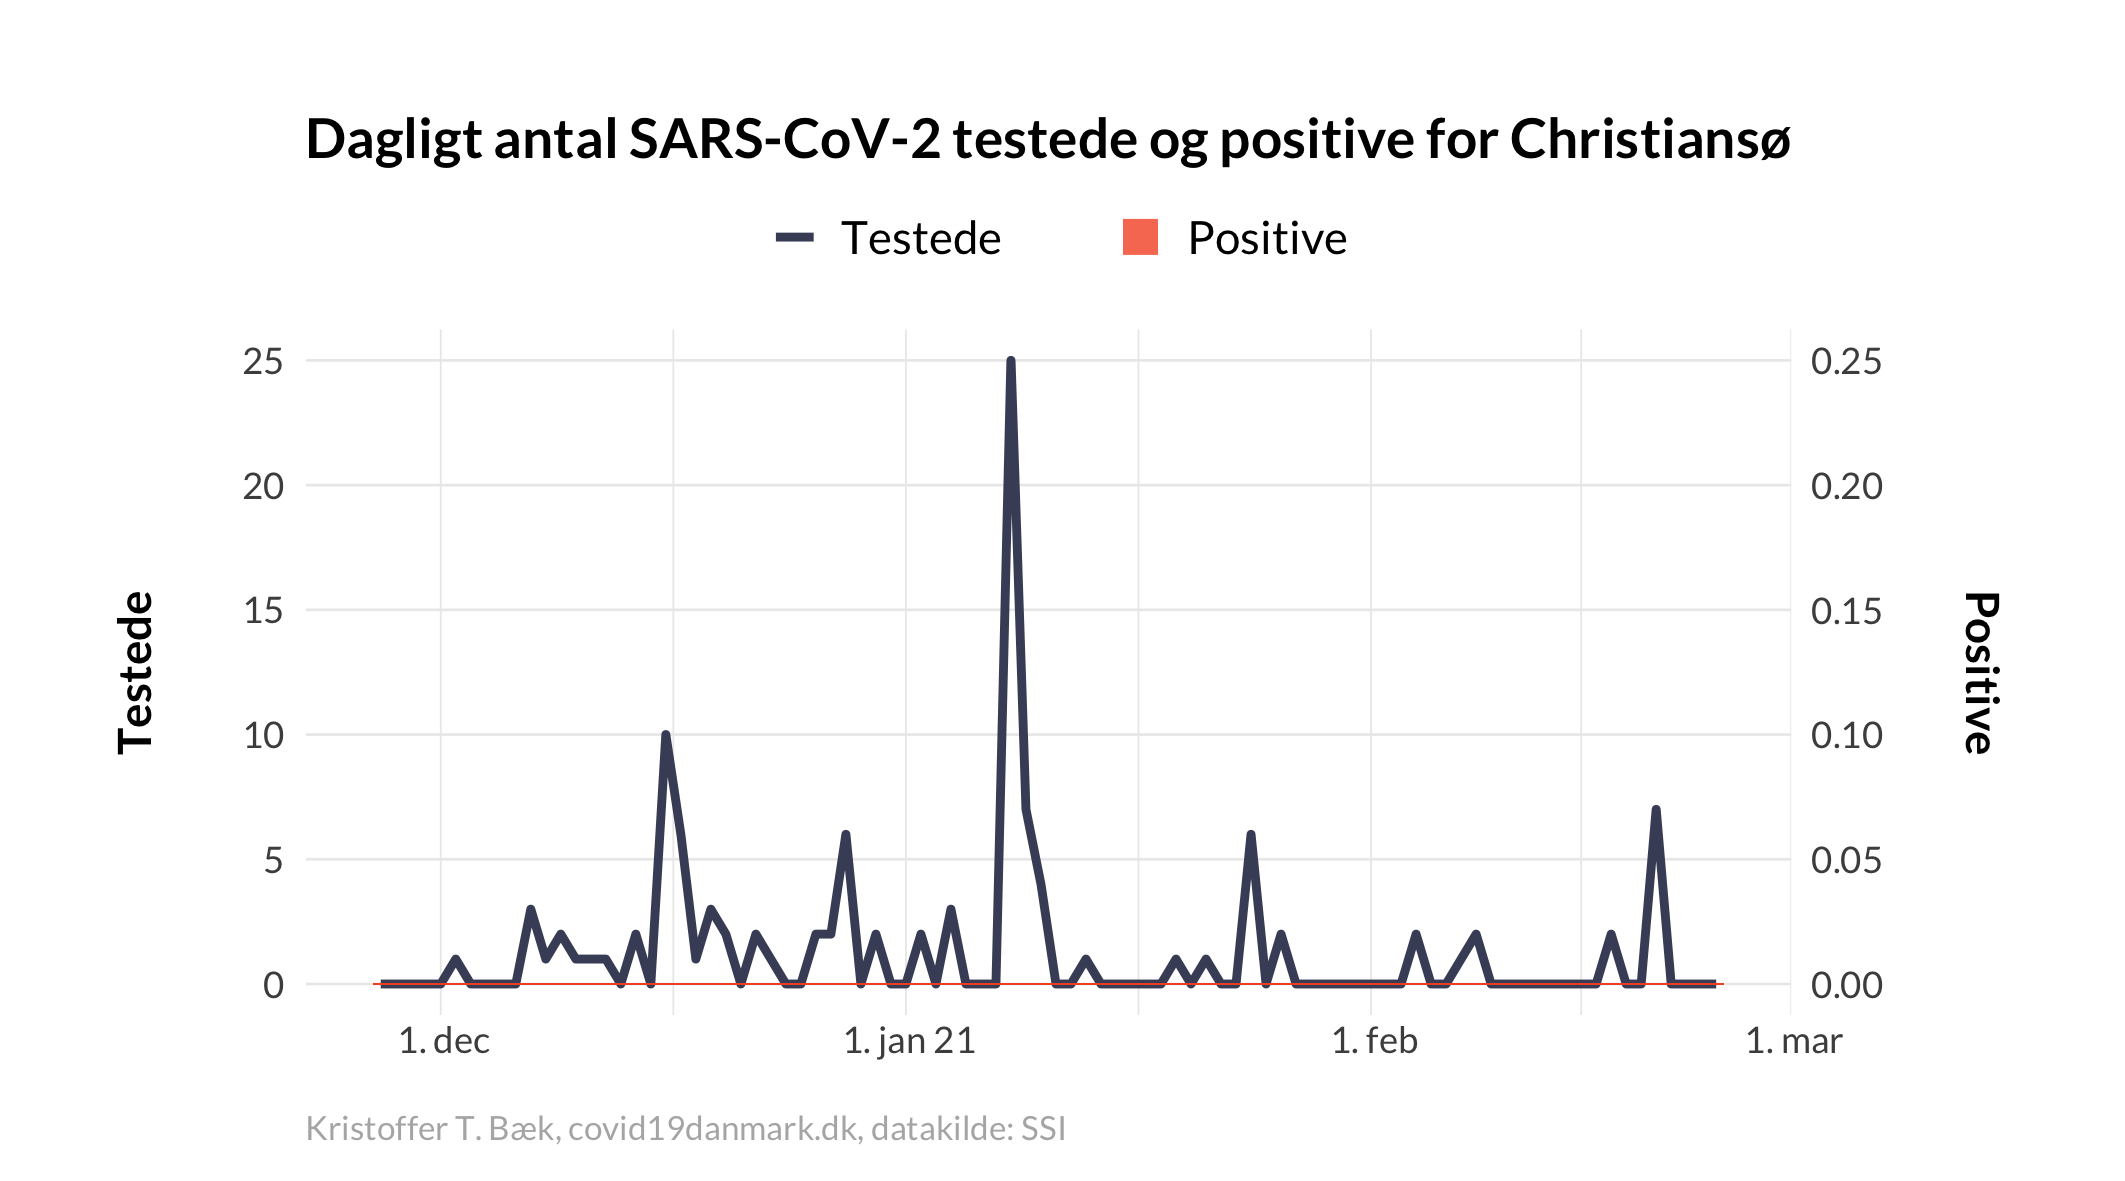 Dagligt antal SARS-CoV-2 testede og positive for Christiansø
Testede
Positive
25
20
15
10
5
0
Testede
0.25
0.20
0.15
0.10
0.05
0.00
Positive
1. dec
1. jan 21
1. feb
1. mar
Kristoffer T. Bæk, covid19danmark.dk, datakilde: SSI